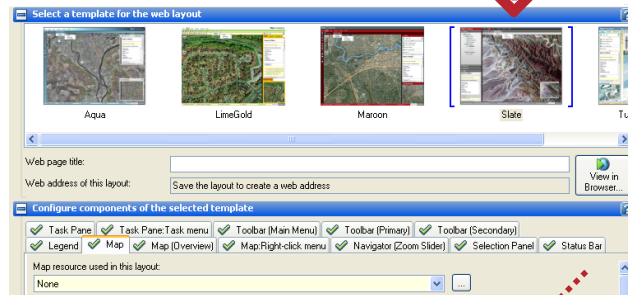 Select a template for the web layout
Aqua
LimeGold
Maroon
Slate
Tu
Web page title:
Web address of this layout:
Save the layout to create a web address
View in
Browser...
Configure components of the selected template
Task Pane
Task Pane:Task menu
Toolbar (Main Menu)
Toolbar (Primary)
Toolbar (Secondary)
Legend
Map
Map (Overview)
Map:Right-click menu
Navigator (Zoom Slider)
Selection Panel
Status Bar
Map resource used in this layout:
None
...